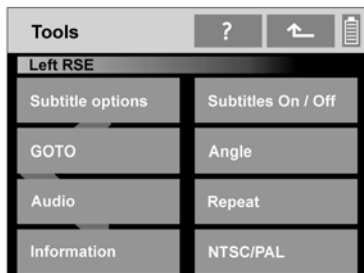 Tools ?
Left RSE
Subtitle options Subtitles On / Off
GOTO Angle
Audio Repeat
Information NTSC/PAL